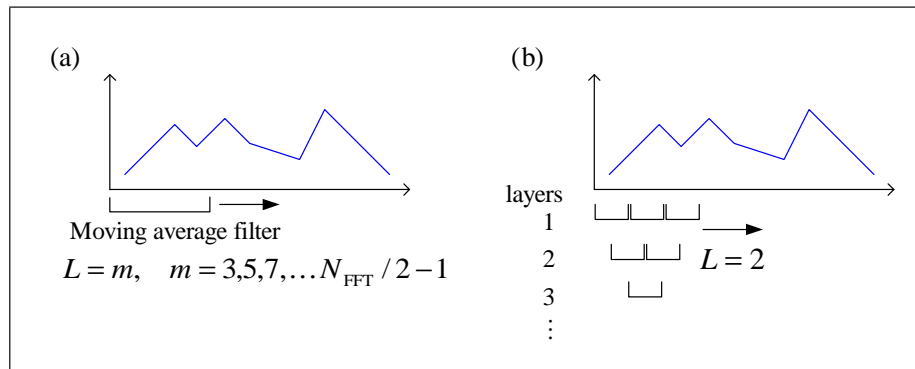 (a)
Moving average filter
L = m, m = 3,5,7,… N_FFT / 2 − 1
(b)
layers
1
2
3
⋮
L = 2